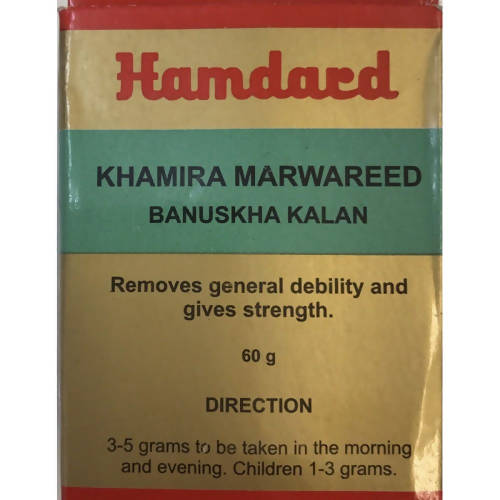 Hamdard
KHAMIRA MARWAREED
BANUSKHA KALAN
Removes general debility and
gives strength.
60 g
DIRECTION
3-5 grams to be taken in the morning
and evening. Children 1-3 grams.